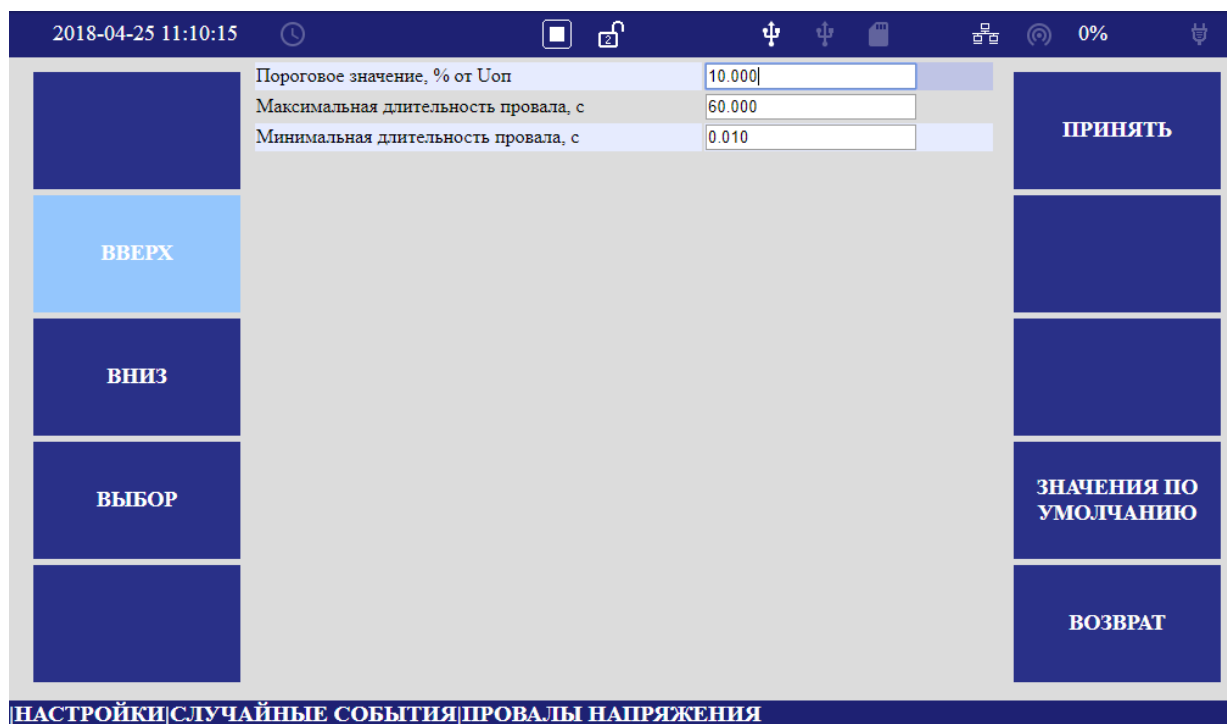 2018-04-25 11:10:15 2 0%
Пороговое значение, % от Uоп 10.000
Максимальная длительность провала, с 60.000
Минимальная длительность провала, с 0.010
ПРИНЯТЬ
ВВЕРХ
ВНИЗ
ВЫБОР
ЗНАЧЕНИЯ ПО
УМОЛЧАНИЮ
ВОЗВРАТ
|НАСТРОЙКИ|СЛУЧАЙНЫЕ СОБЫТИЯ|ПРОВАЛЫ НАПРЯЖЕНИЯ